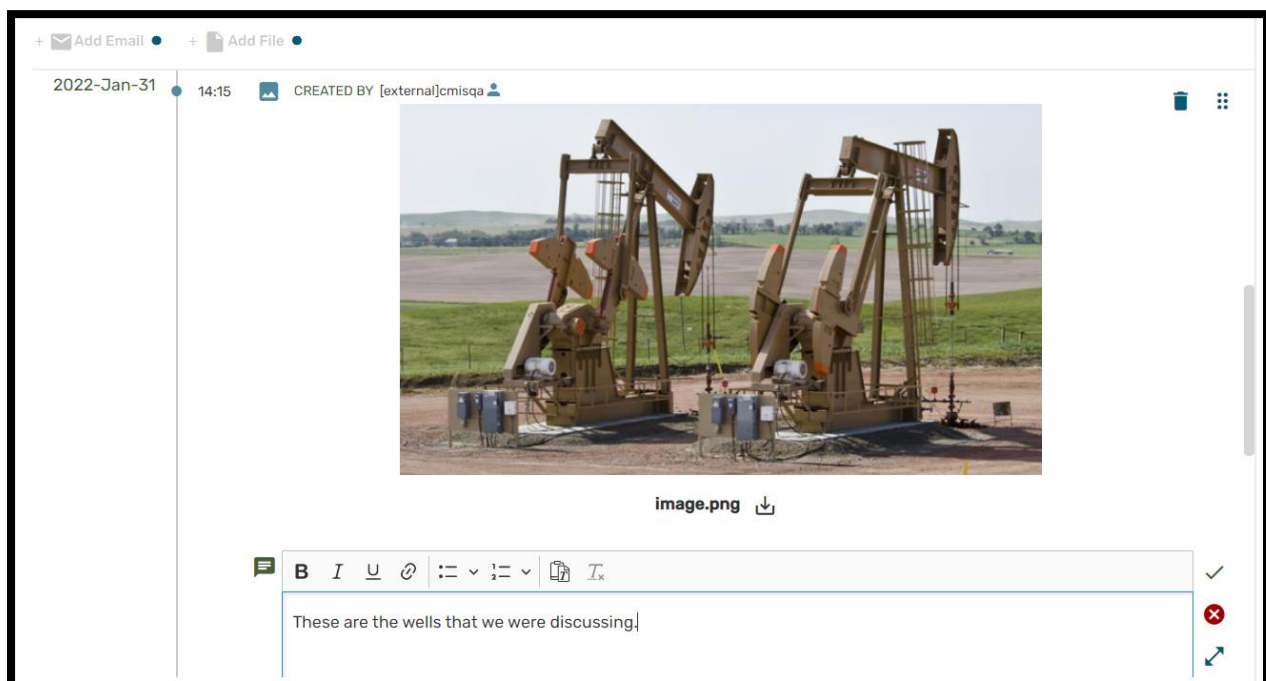 + Add Email
+ Add File
2022-Jan-31
14:15
CREATED BY [external]cmisqa
image.png
B I U
These are the wells that we were discussing.